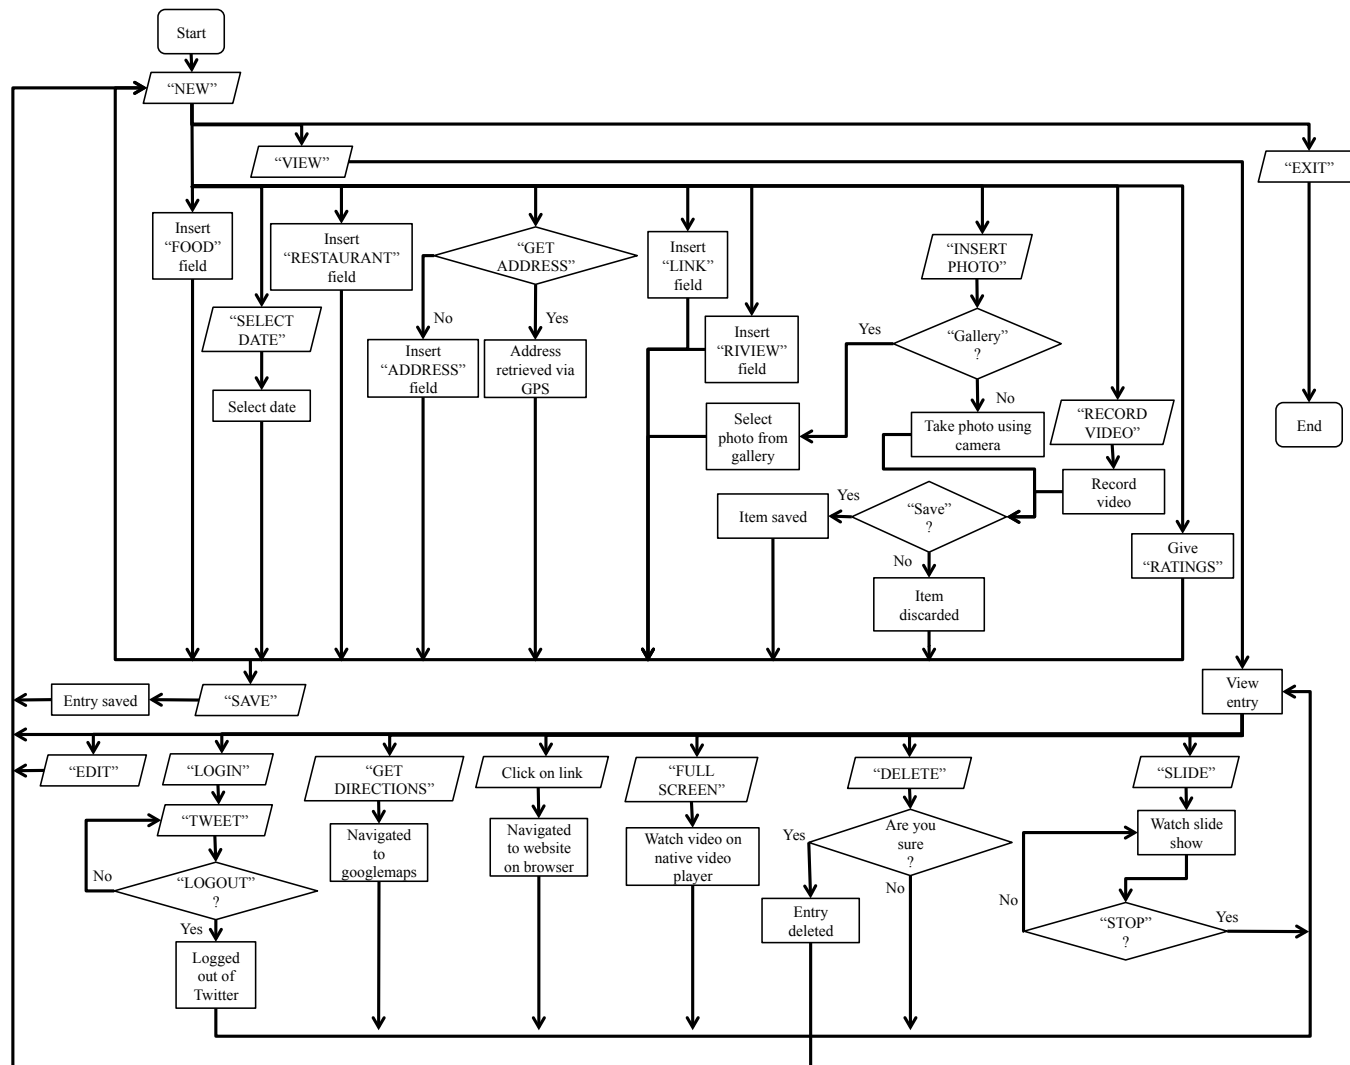 Start
“NEW”
“VIEW”
“EXIT”
Insert
“FOOD”
field
“SELECT
DATE”
Select date
Insert
“RESTAURANT”
field
“GET
ADDRESS”
No
Yes
Insert
“ADDRESS”
field
Address
retrieved via
GPS
Insert
“LINK”
field
Insert
“RIVIEW”
field
“INSERT
PHOTO”
“Gallery”
?
Yes
No
Select
photo from
gallery
Take photo using
camera
“RECORD
VIDEO”
Record
video
“Save”
?
Yes
No
Item saved
Item
discarded
Give
“RATINGS”
End
“SAVE”
Entry saved
View
entry
“EDIT”
“LOGIN”
“TWEET”
“LOGOUT”
?
No
Yes
Logged
out of
Twitter
“GET
DIRECTIONS”
Navigated
to
googlemaps
Click on link
Navigated
to website
on browser
“FULL
SCREEN”
Watch video on
native video
player
“DELETE”
Are you
sure
?
Yes
No
Entry
deleted
“SLIDE”
Watch slide
show
“STOP”
?
No
Yes